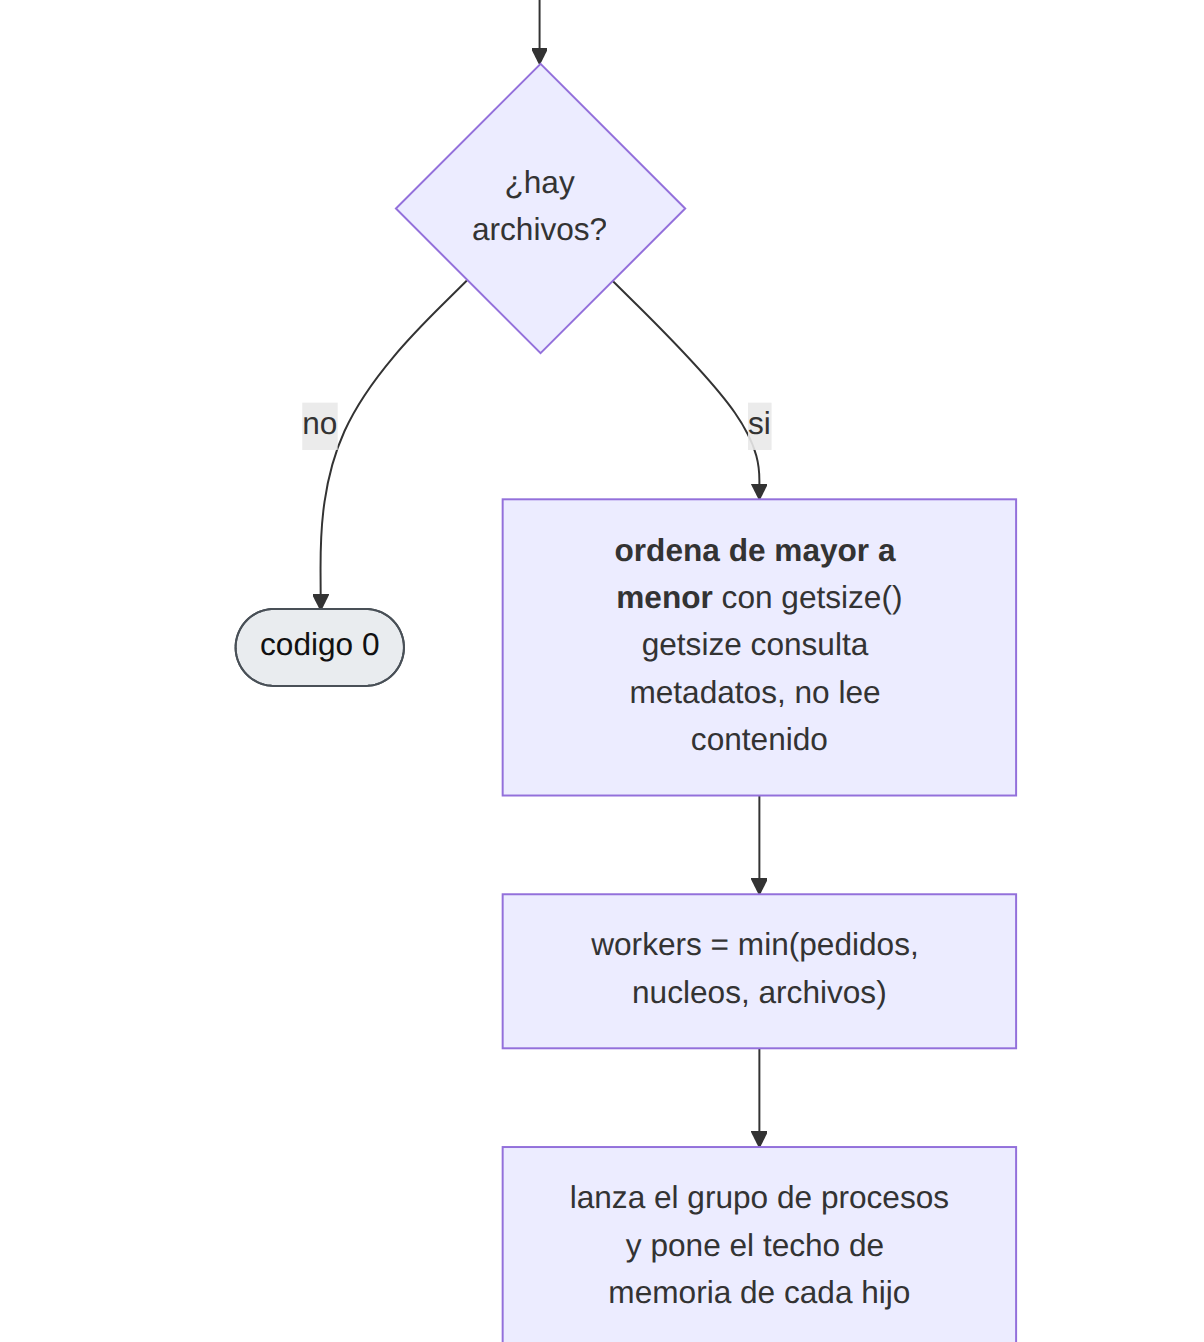 ¿hay
archivos?
no
si
ordena de mayor a
menor con getsize()
getsize consulta
metadatos, no lee
contenido
codigo 0
workers = min(pedidos,
nucleos, archivos)
lanza el grupo de procesos
y pone el techo de
memoria de cada hijo